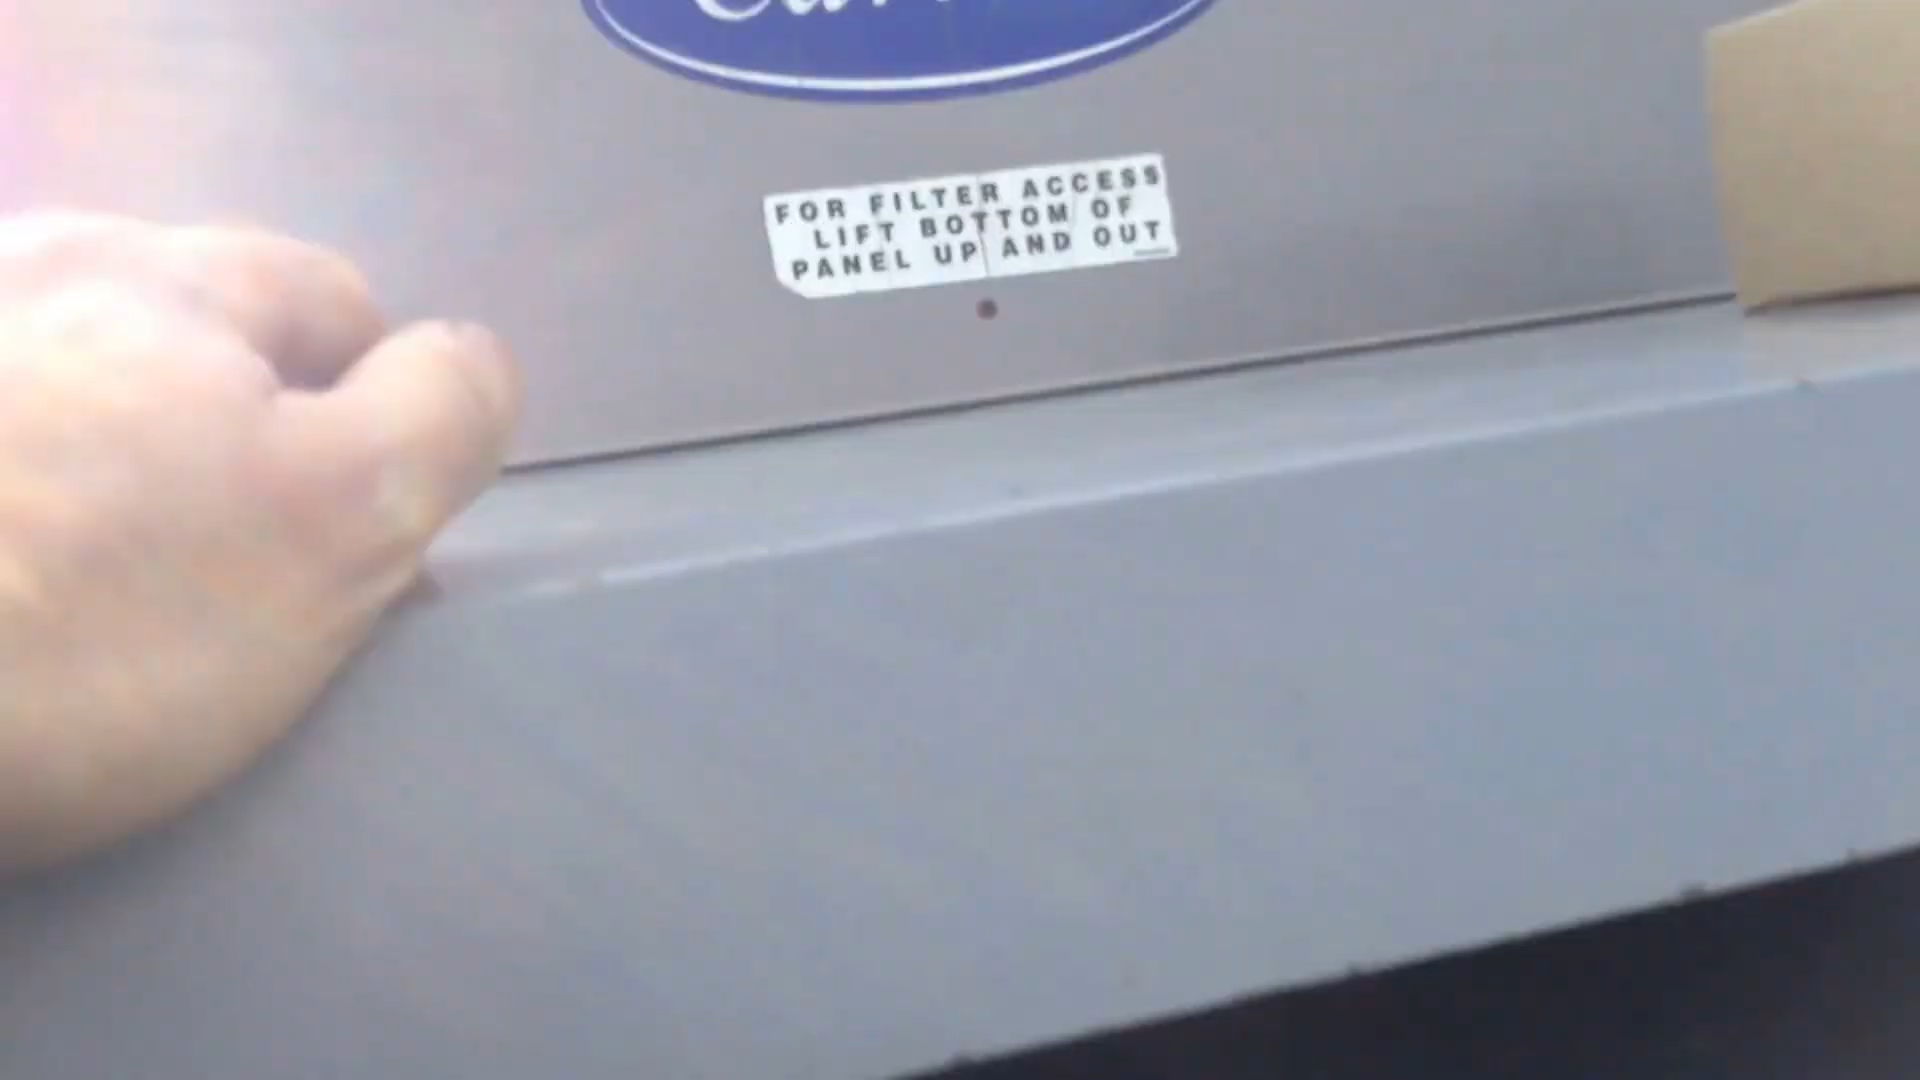 FOR FILTER ACCESS
LIFT BOTTOM OF
PANEL UP AND OUT